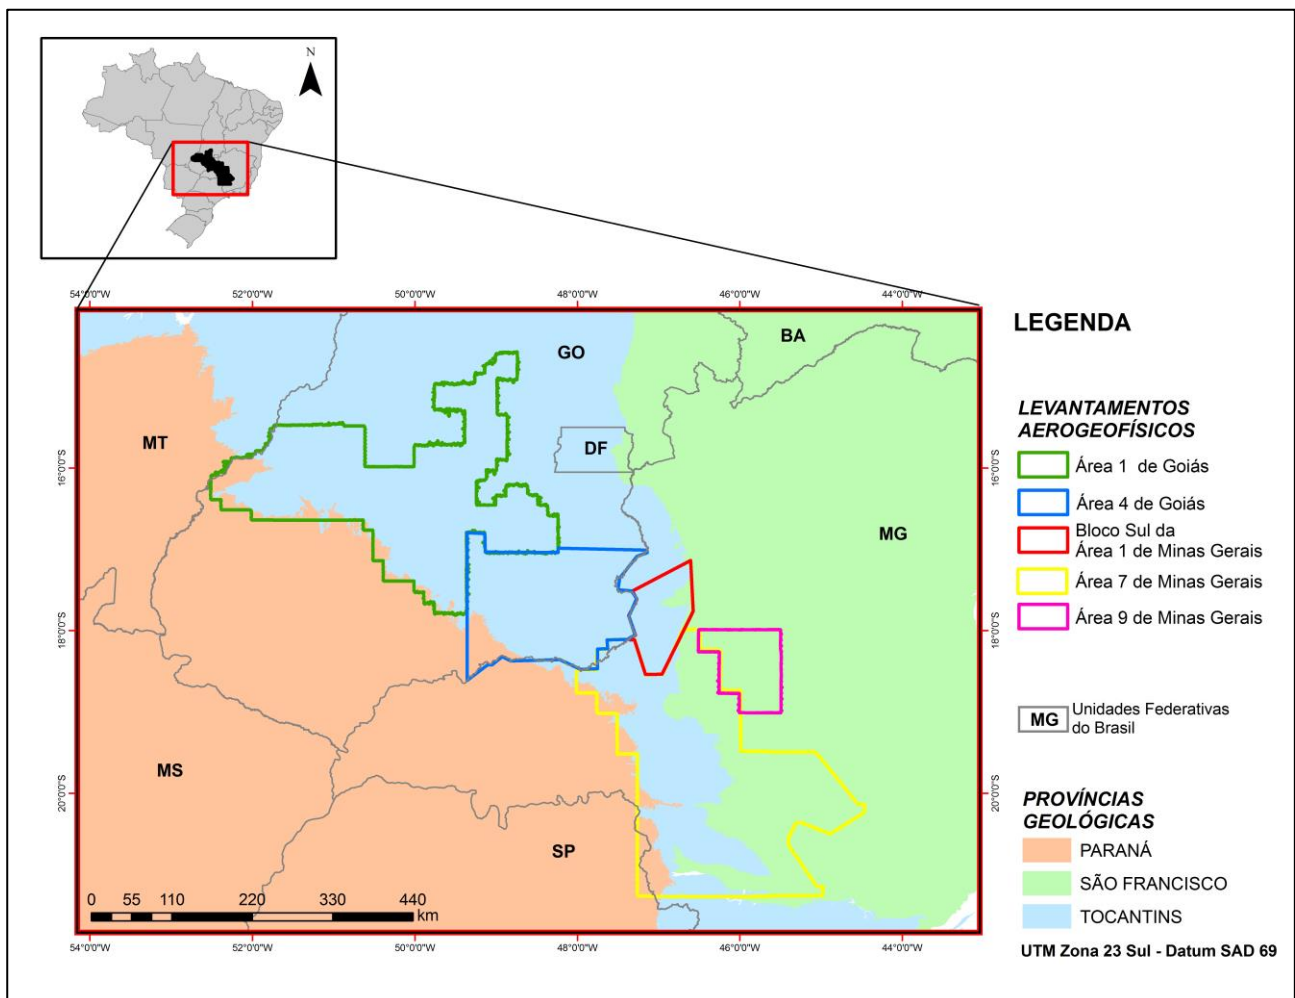 N
54°0'0"W 52°0'0"W 50°0'0"W 48°0'0"W 46°0'0"W 44°0'0"W
LEGENDA
BA
GO
LEVANTAMENTOS
AEROGEOFÍSICOS
MT
DF
16°0'0"S
16°0'0"S
Área 1 de Goiás
Área 4 de Goiás
MG
Bloco Sul da
Área 1 de Minas Gerais
Área 7 de Minas Gerais
Área 9 de Minas Gerais
18°0'0"S
18°0'0"S
MG
Unidades Federativas
do Brasil
MS
20°0'0"S
20°0'0"S
PROVÍNCIAS
GEOLÓGICAS
SP
PARANÁ
SÃO FRANCISCO
TOCANTINS
0 55 110 220 330 440
km
54°0'0"W 52°0'0"W 50°0'0"W 48°0'0"W 46°0'0"W 44°0'0"W
UTM Zona 23 Sul - Datum SAD 69